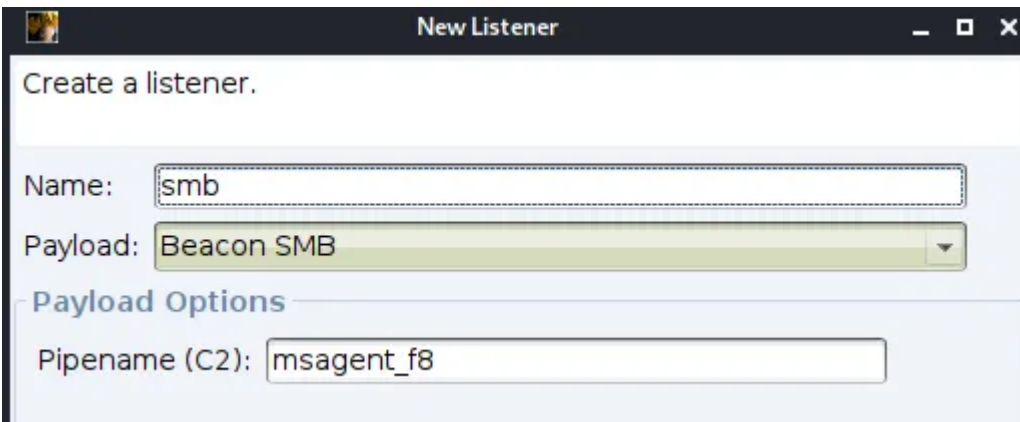 New Listener
Create a listener.
Name: smb
Payload: Beacon SMB
Payload Options
Pipename (C2): msagent_f8